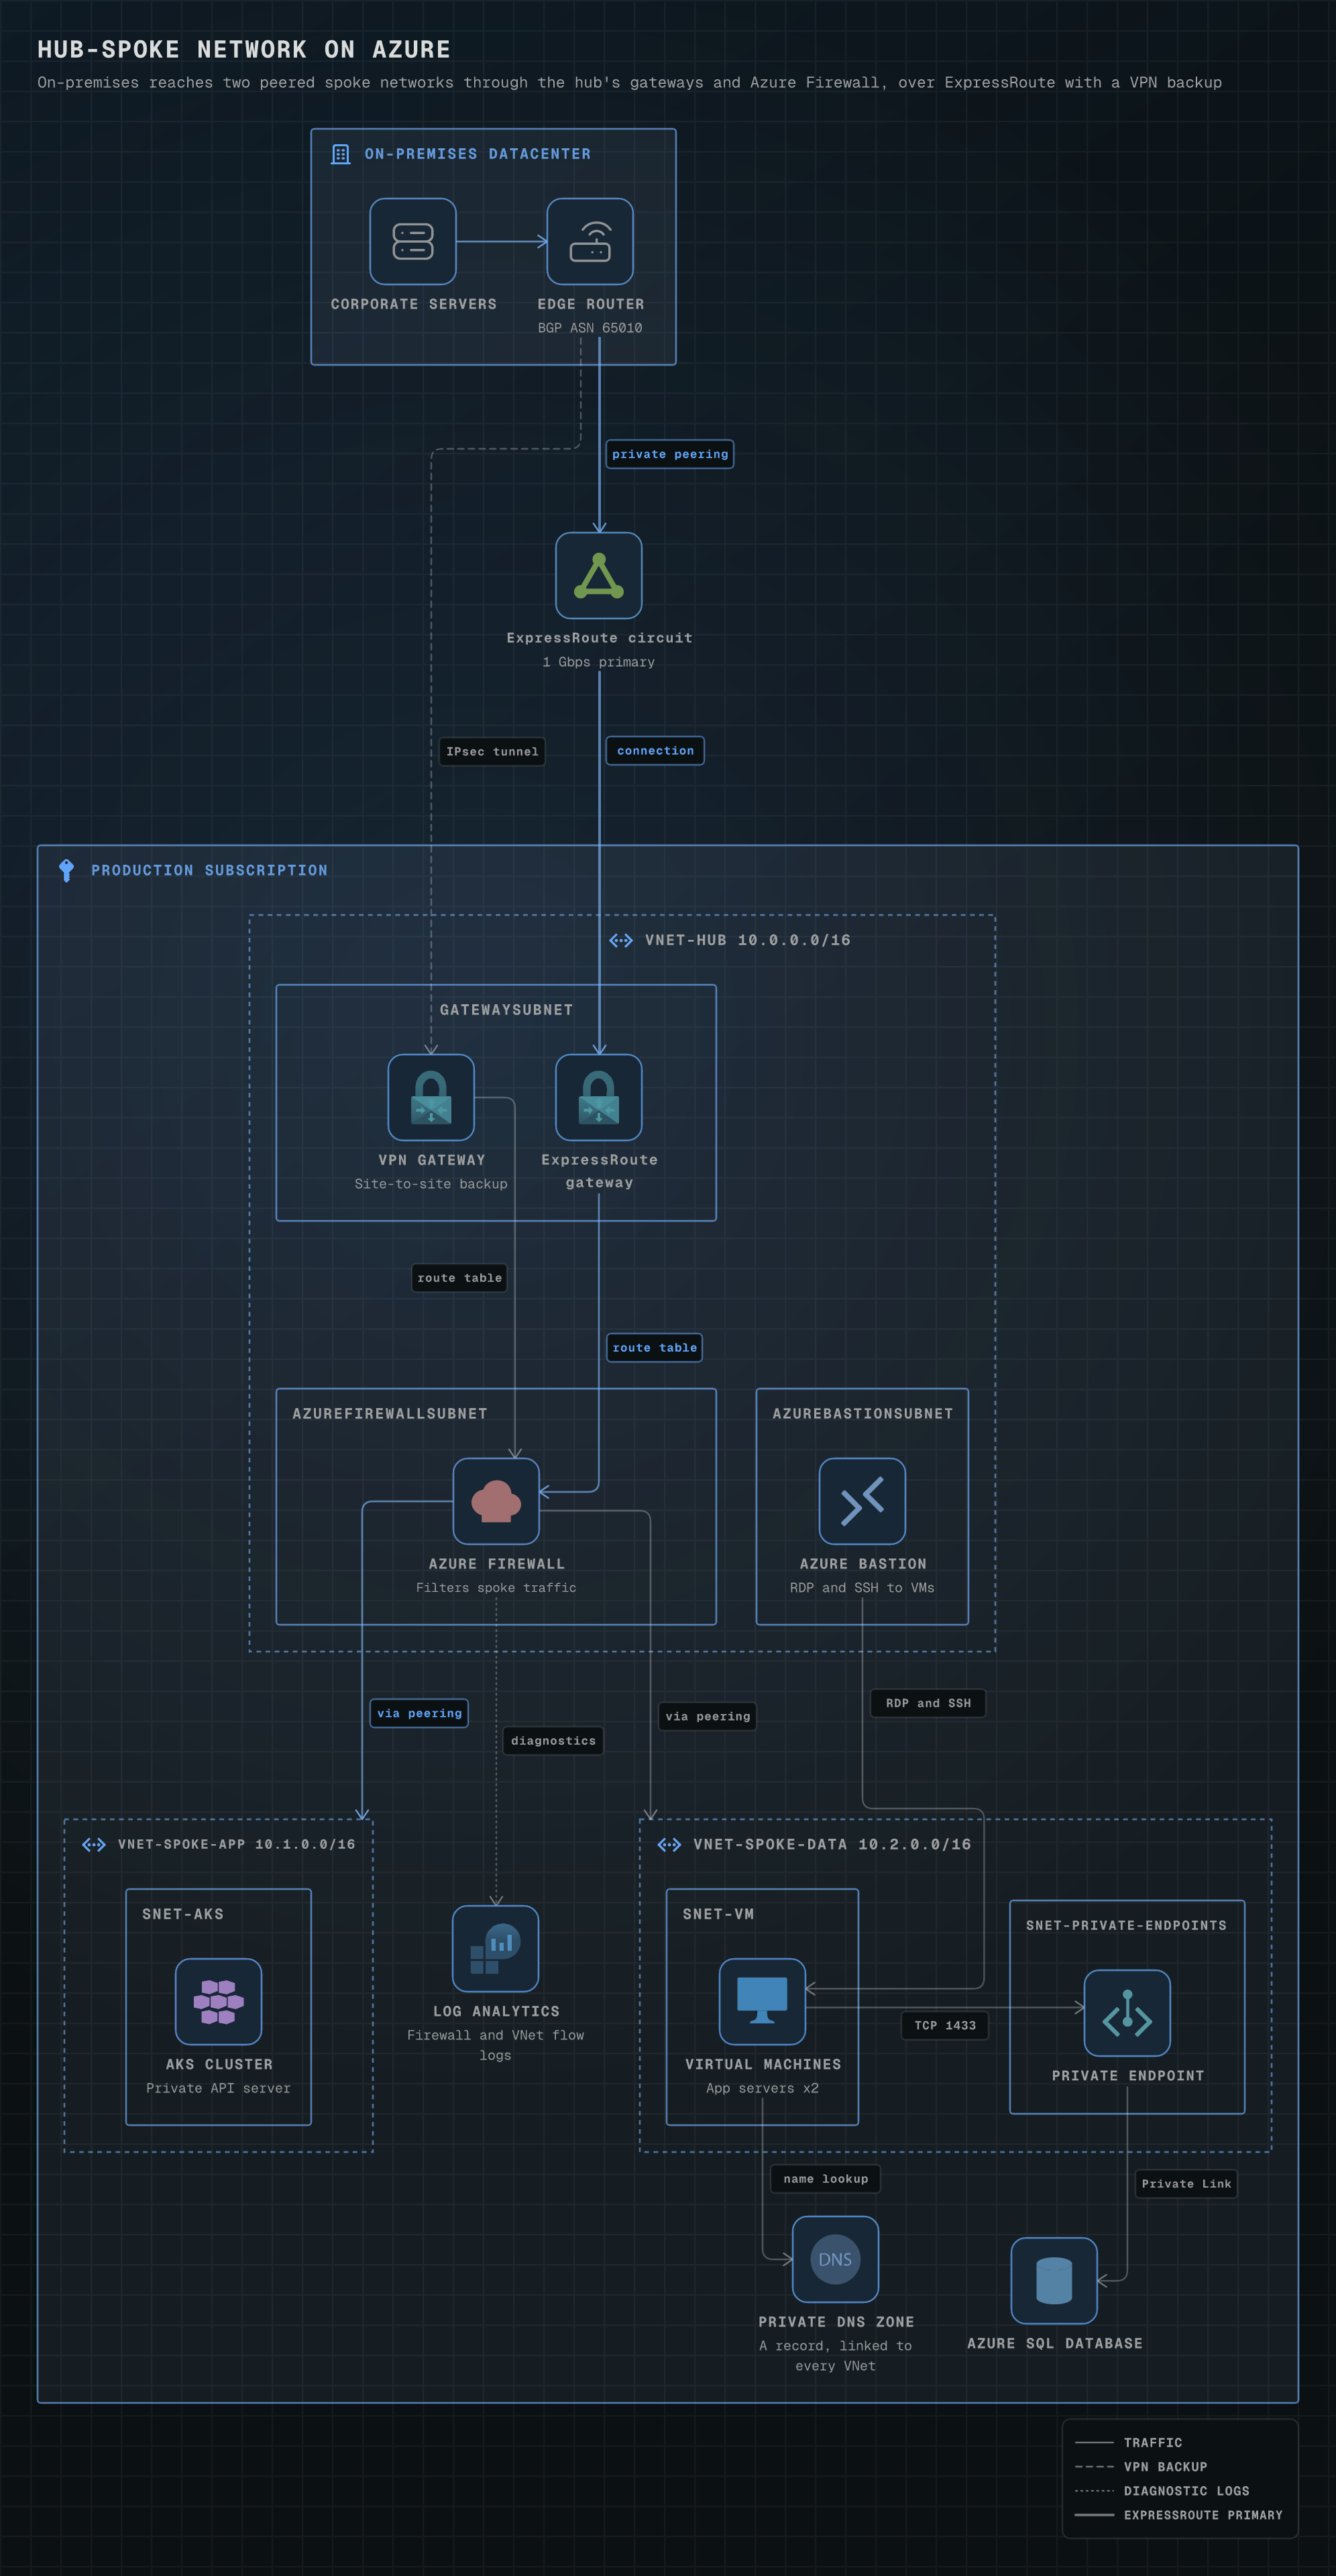 HUB-SPOKE NETWORK ON AZURE
On-premises reaches two peered spoke networks through the hub's gateways and Azure Firewall, over ExpressRoute with a VPN backup
ON-PREMISES DATACENTER
CORPORATE SERVERS
EDGE ROUTER
BGP ASN 65010
private peering
ExpressRoute circuit
1 Gbps primary
IPsec tunnel
connection
PRODUCTION SUBSCRIPTION
VNET-HUB 10.0.0.0/16
GATEWAYSUBNET
VPN GATEWAY
Site-to-site backup
ExpressRoute
gateway
route table
route table
AZUREFIREWALLSUBNET
AZUREBASTIONSUBNET
AZURE FIREWALL
Filters spoke traffic
AZURE BASTION
RDP and SSH to VMs
via peering
diagnostics
via peering
RDP and SSH
VNET-SPOKE-APP 10.1.0.0/16
VNET-SPOKE-DATA 10.2.0.0/16
SNET-AKS
SNET-VM
SNET-PRIVATE-ENDPOINTS
AKS CLUSTER
Private API server
LOG ANALYTICS
Firewall and VNet flow
logs
VIRTUAL MACHINES
App servers x2
TCP 1433
PRIVATE ENDPOINT
name lookup
Private Link
DNS
PRIVATE DNS ZONE
A record, linked to
every VNet
AZURE SQL DATABASE
TRAFFIC
VPN BACKUP
DIAGNOSTIC LOGS
EXPRESSROUTE PRIMARY